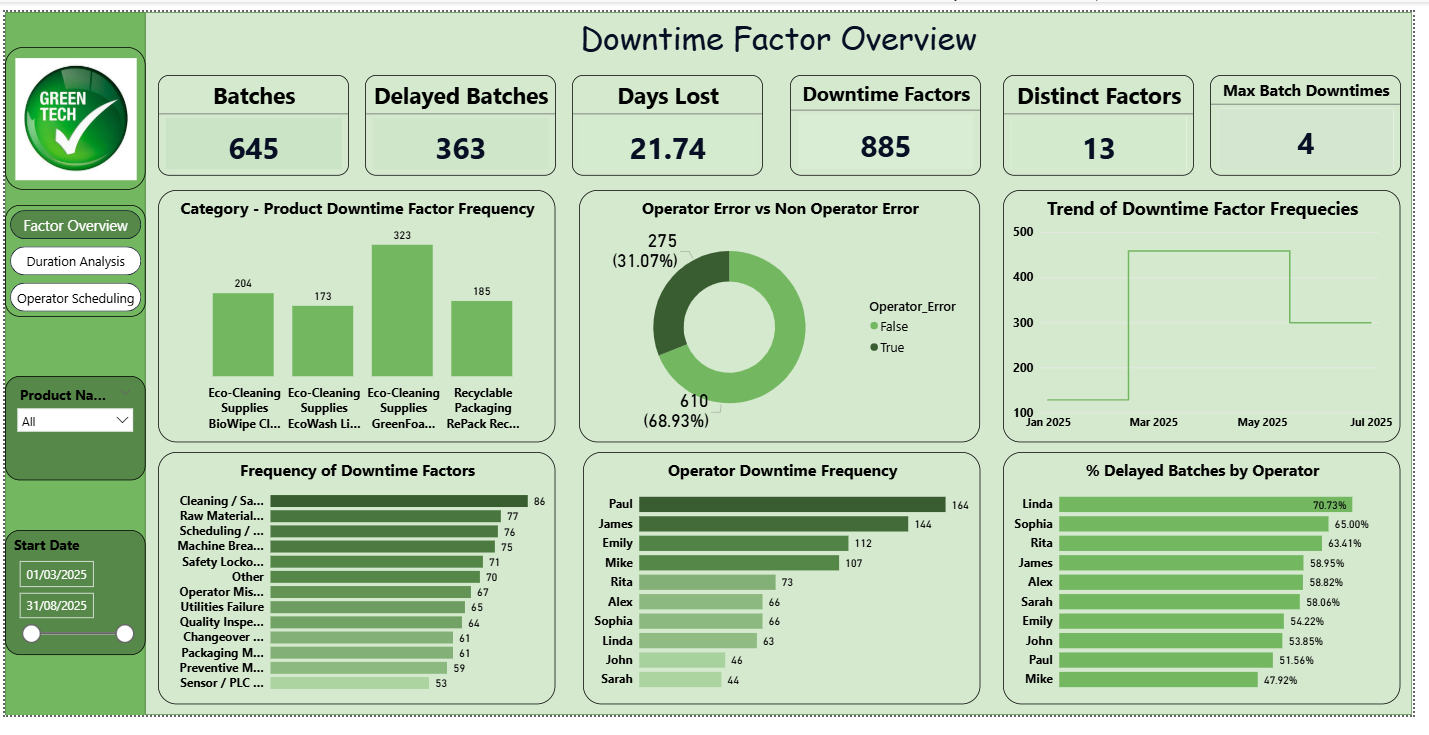 Downtime Factor Overview
GREEN
TECH
Batches
645
Delayed Batches
363
Days Lost
21.74
Downtime Factors
885
Distinct Factors
13
Max Batch Downtimes
4
Factor Overview
Duration Analysis
Operator Scheduling
Product Na...
All
Start Date
01/03/2025
31/08/2025
Category - Product Downtime Factor Frequency
204
173
323
185
Eco-Cleaning
Supplies
BioWipe Cl...
Eco-Cleaning
Supplies
EcoWash Li...
Eco-Cleaning
Supplies
GreenFoa...
Recyclable
Packaging
RePack Rec...
Operator Error vs Non Operator Error
275
(31.07%)
610
(68.93%)
Operator_Error
False
True
Trend of Downtime Factor Frequecies
500
400
300
200
100
Jan 2025
Mar 2025
May 2025
Jul 2025
Frequency of Downtime Factors
Cleaning / Sa... 86
Raw Material... 77
Scheduling / ... 76
Machine Brea... 75
Safety Locko... 71
Other 70
Operator Mis... 67
Utilities Failure 65
Quality Inspe... 64
Changeover ... 61
Packaging M... 61
Preventive M... 59
Sensor / PLC ... 53
Operator Downtime Frequency
Paul 164
James 144
Emily 112
Mike 107
Rita 73
Alex 66
Sophia 66
Linda 63
John 46
Sarah 44
% Delayed Batches by Operator
Linda 70.73%
Sophia 65.00%
Rita 63.41%
James 58.95%
Alex 58.82%
Sarah 58.06%
Emily 54.22%
John 53.85%
Paul 51.56%
Mike 47.92%